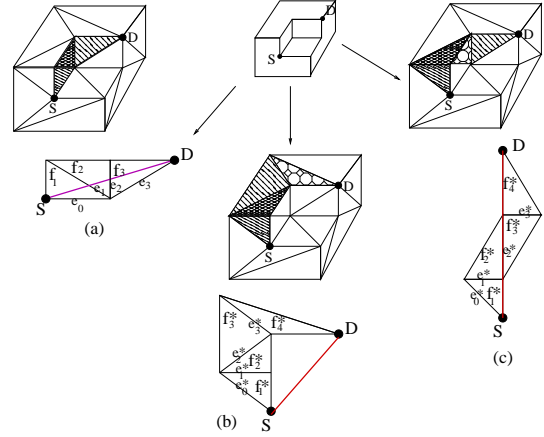 D
S
D
S
D
S
f₁
f₂
f₃
D
e₁
e₂
e₃
S
e₀
(a)
D
S
f₃*
e₃*
f₄*
D
e₂*
f₂*
e₁*
e₀*
f₁*
S
(b)
D
f₄*
e₃*
f₃*
f₂*
e₂*
e₁*
e₀*
f₁*
S
(c)